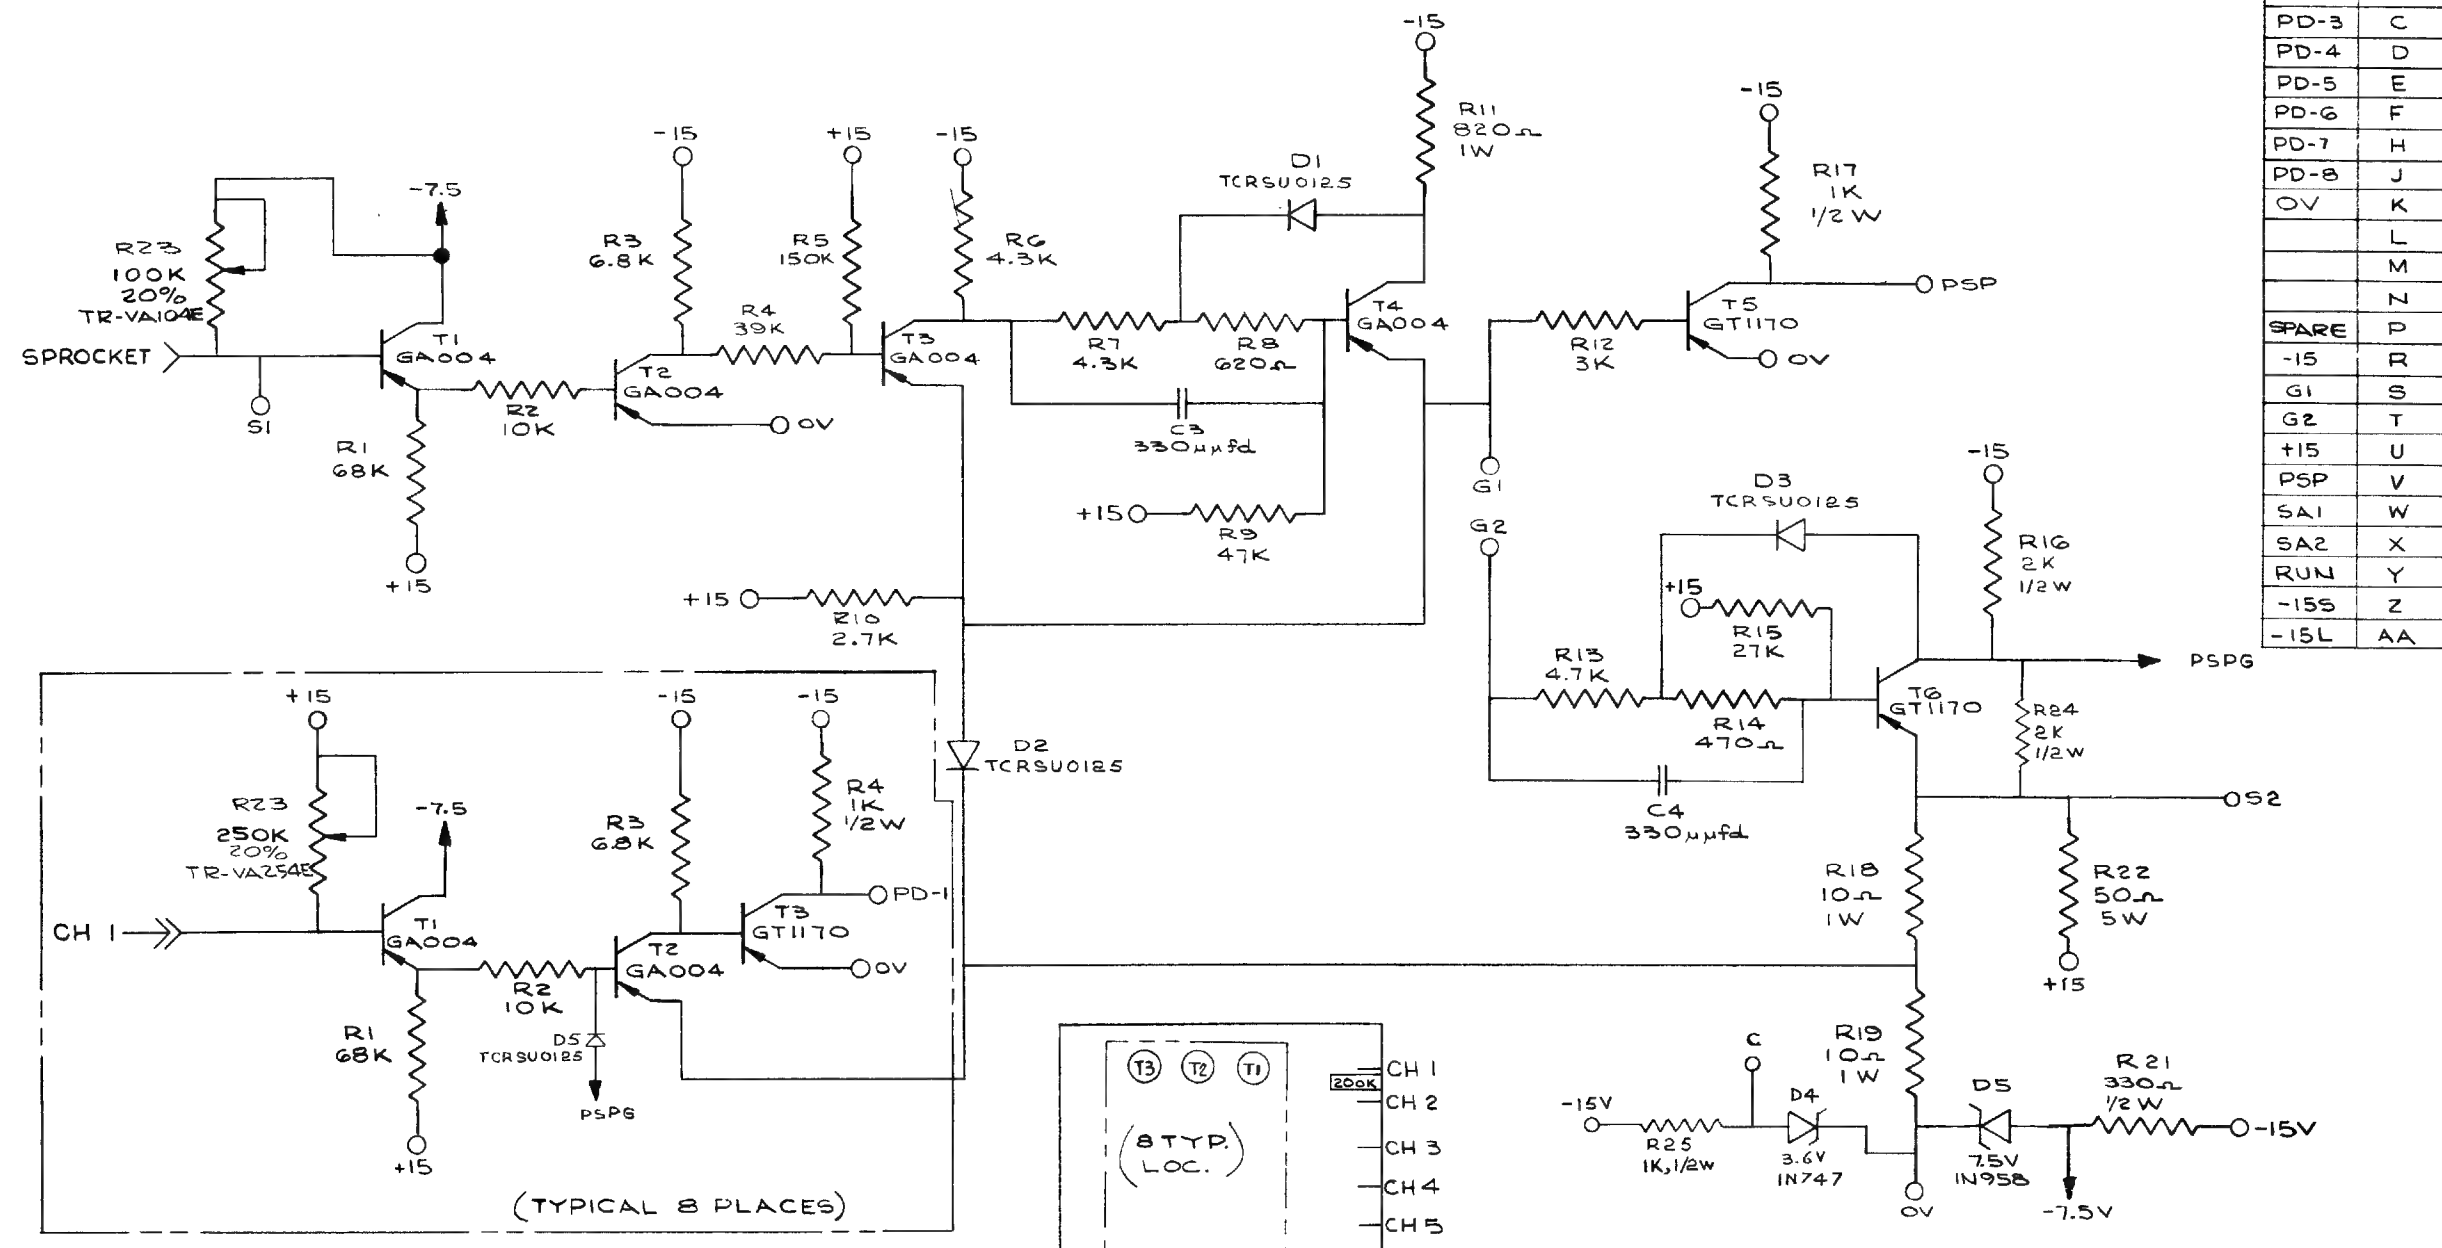 -15
R11
820Ω
1W
-15
R17
1K
1/2W
PSP
D1
TCRSU0125
-15
+15
-15
-7.5
R23
100K
20%
TR-VA104E
R3
6.8K
R5
150K
R6
4.3K
R4
39K
SPROCKET
S1
T1
GA004
R2
10K
R1
68K
+15
T2
GA004
0V
T3
GA004
R7
4.3K
R8
620Ω
C3
330μμfd
T4
GA004
R12
3K
T5
GT1170
0V
G1
G2
+15
R9
47K
+15
R10
2.7K
D3
TCRSU0125
-15
R16
2K
1/2W
+15
R15
27K
R13
4.7K
R14
470Ω
T6
GT1170
PSPG
R24
2K
1/2W
C4
330μμfd
S2
R18
10Ω
1W
R22
50Ω
5W
+15
D2
TCRSU0125
+15
-15
-15
R23
250K
20%
TR-VA254E
-7.5
R3
6.8K
R4
1K
1/2W
PD-1
CH 1
T1
GA004
R2
10K
R1
68K
+15
T2
GA004
T3
GT1170
0V
D5
TCRSU0125
PSPG
(TYPICAL 8 PLACES)
T3 T2 T1
(8 TYP.
LOC.)
CH 1
200K
CH 2
CH 3
CH 4
CH 5
R19
10Ω
1W
C
-15V
R25
1K, 1/2W
D4
3.6V
1N747
D5
7.5V
1N958
R21
330Ω
1/2W
-15V
0V
-7.5V
PD-3 C
PD-4 D
PD-5 E
PD-6 F
PD-7 H
PD-8 J
0V K
L
M
N
SPARE P
-15 R
G1 S
G2 T
+15 U
PSP V
SA1 W
SA2 X
RUN Y
-15S Z
-15L AA